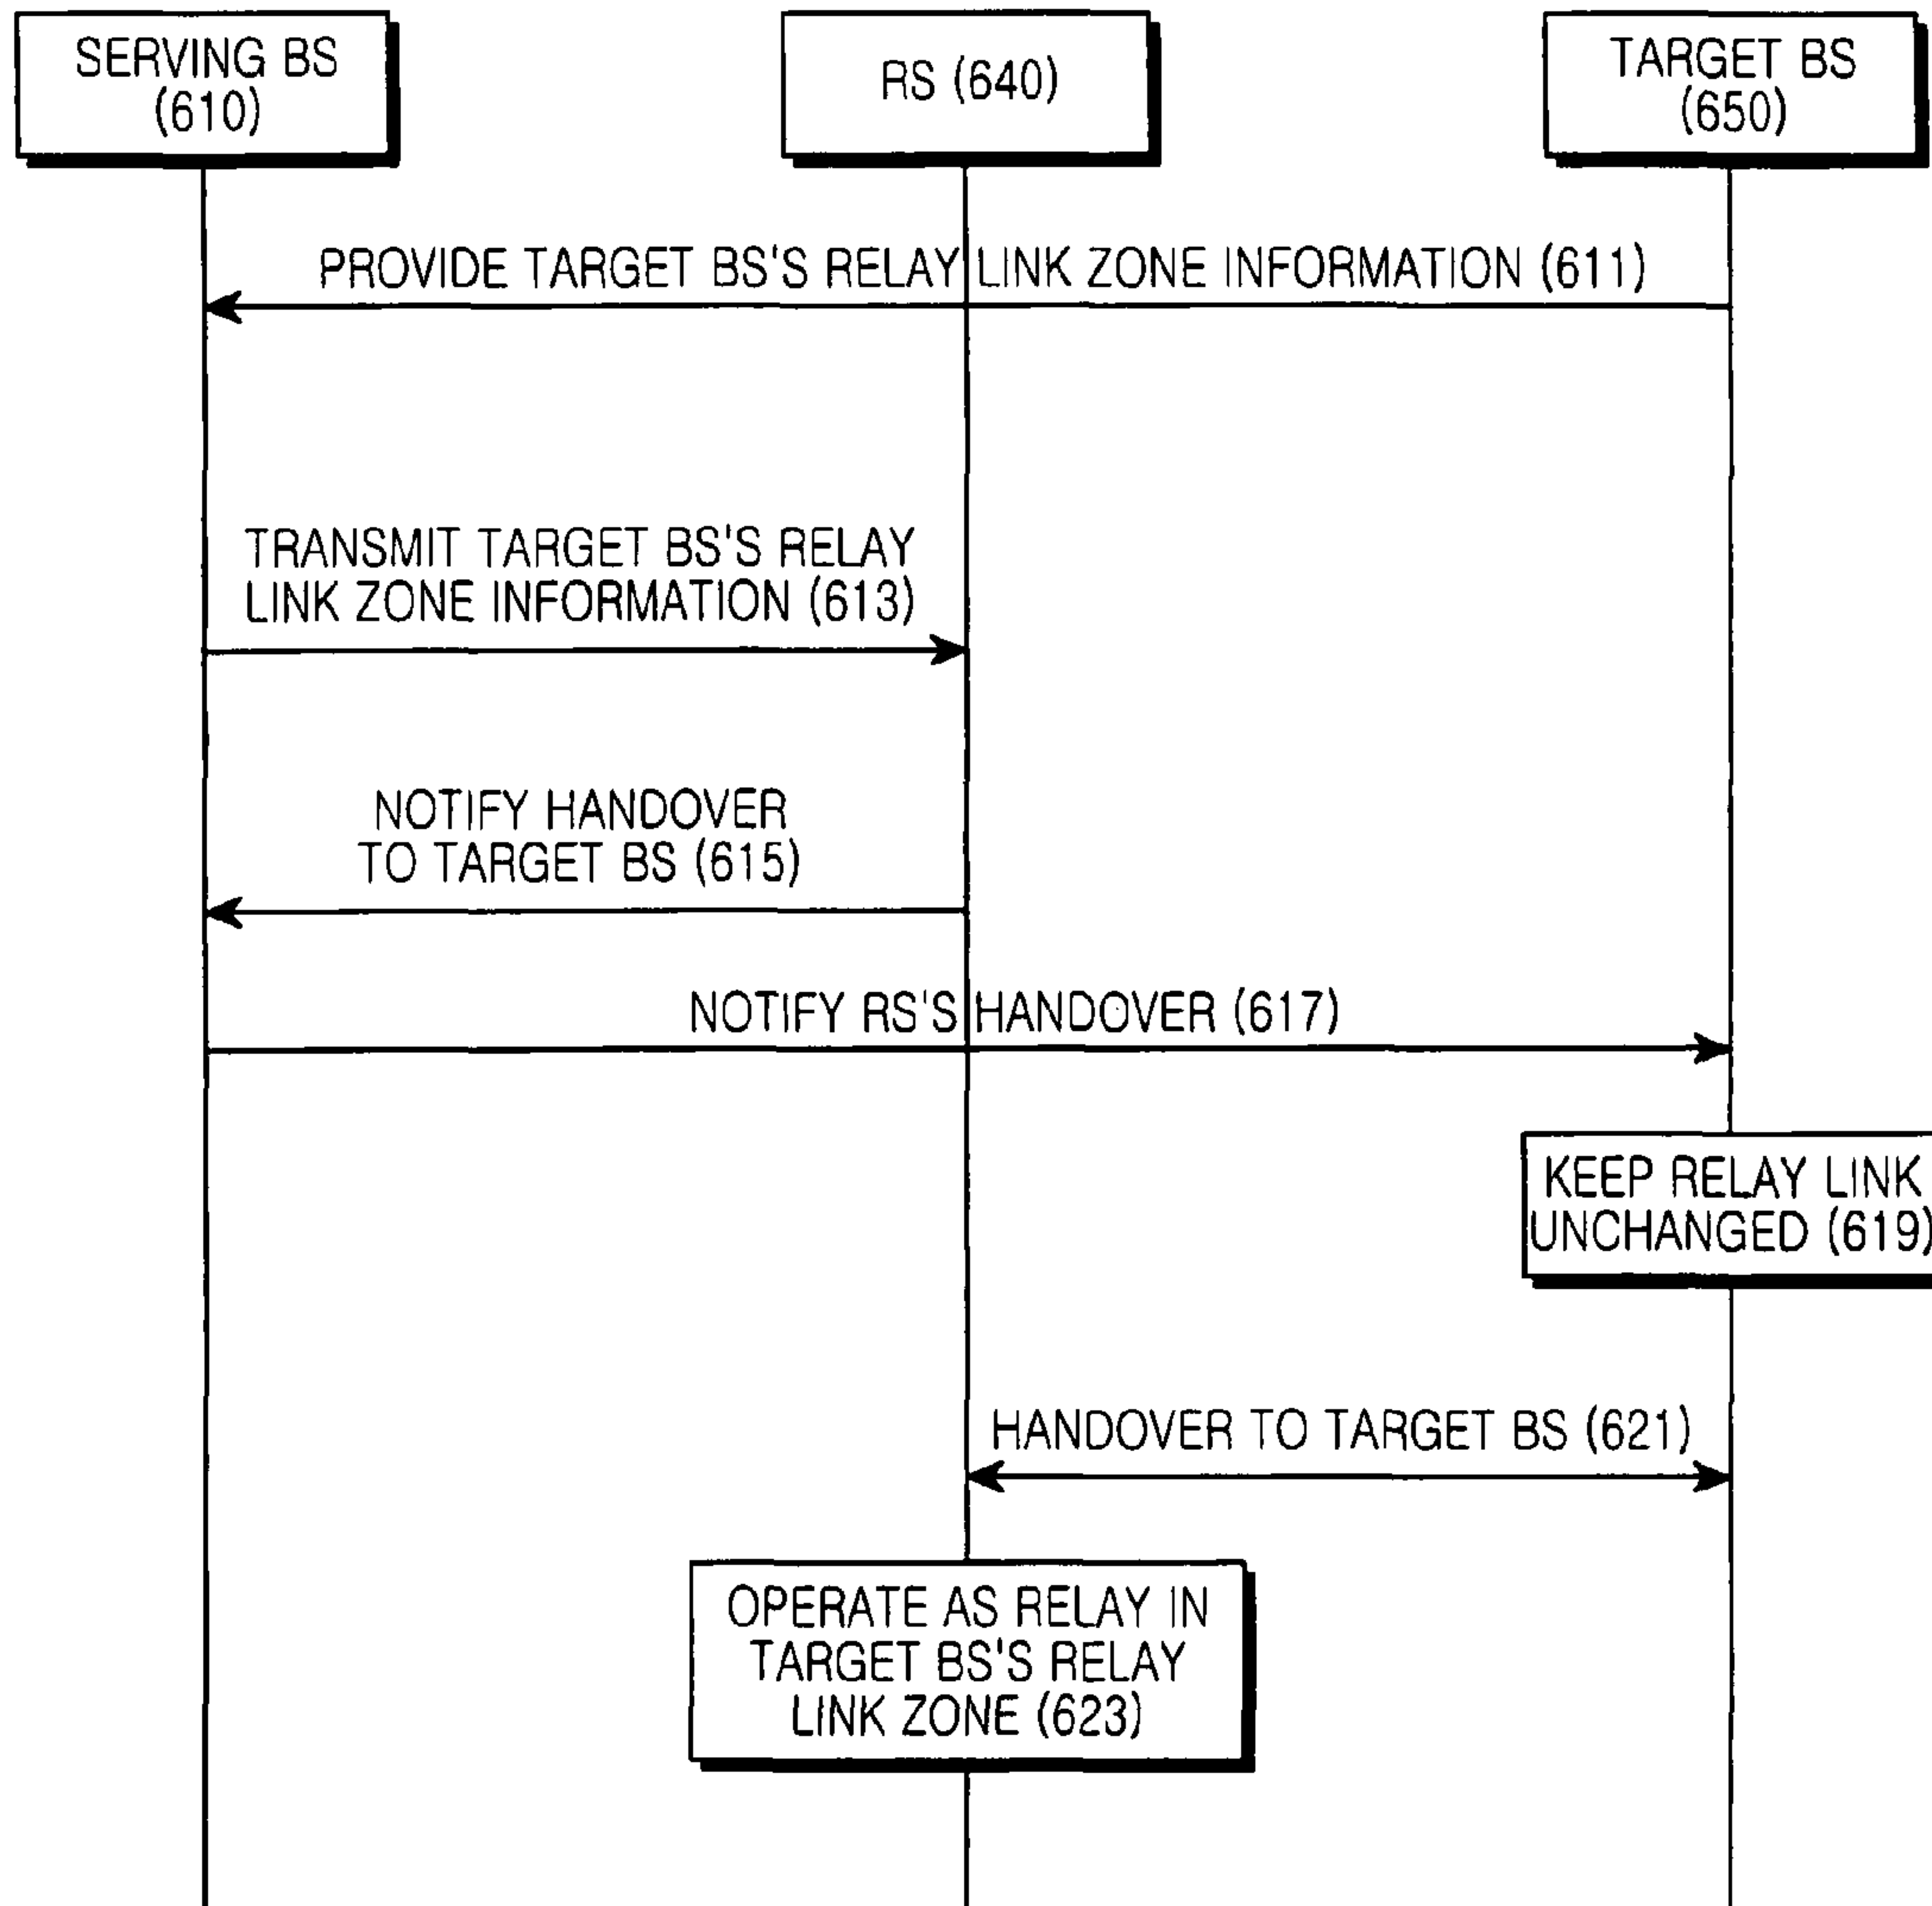 SERVING BS
(610)
RS (640)
TARGET BS
(650)
PROVIDE TARGET BS'S RELAY LINK ZONE INFORMATION (611)
TRANSMIT TARGET BS'S RELAY
LINK ZONE INFORMATION (613)
NOTIFY HANDOVER
TO TARGET BS (615)
NOTIFY RS'S HANDOVER (617)
KEEP RELAY LINK
UNCHANGED (619)
HANDOVER TO TARGET BS (621)
OPERATE AS RELAY IN
TARGET BS'S RELAY
LINK ZONE (623)